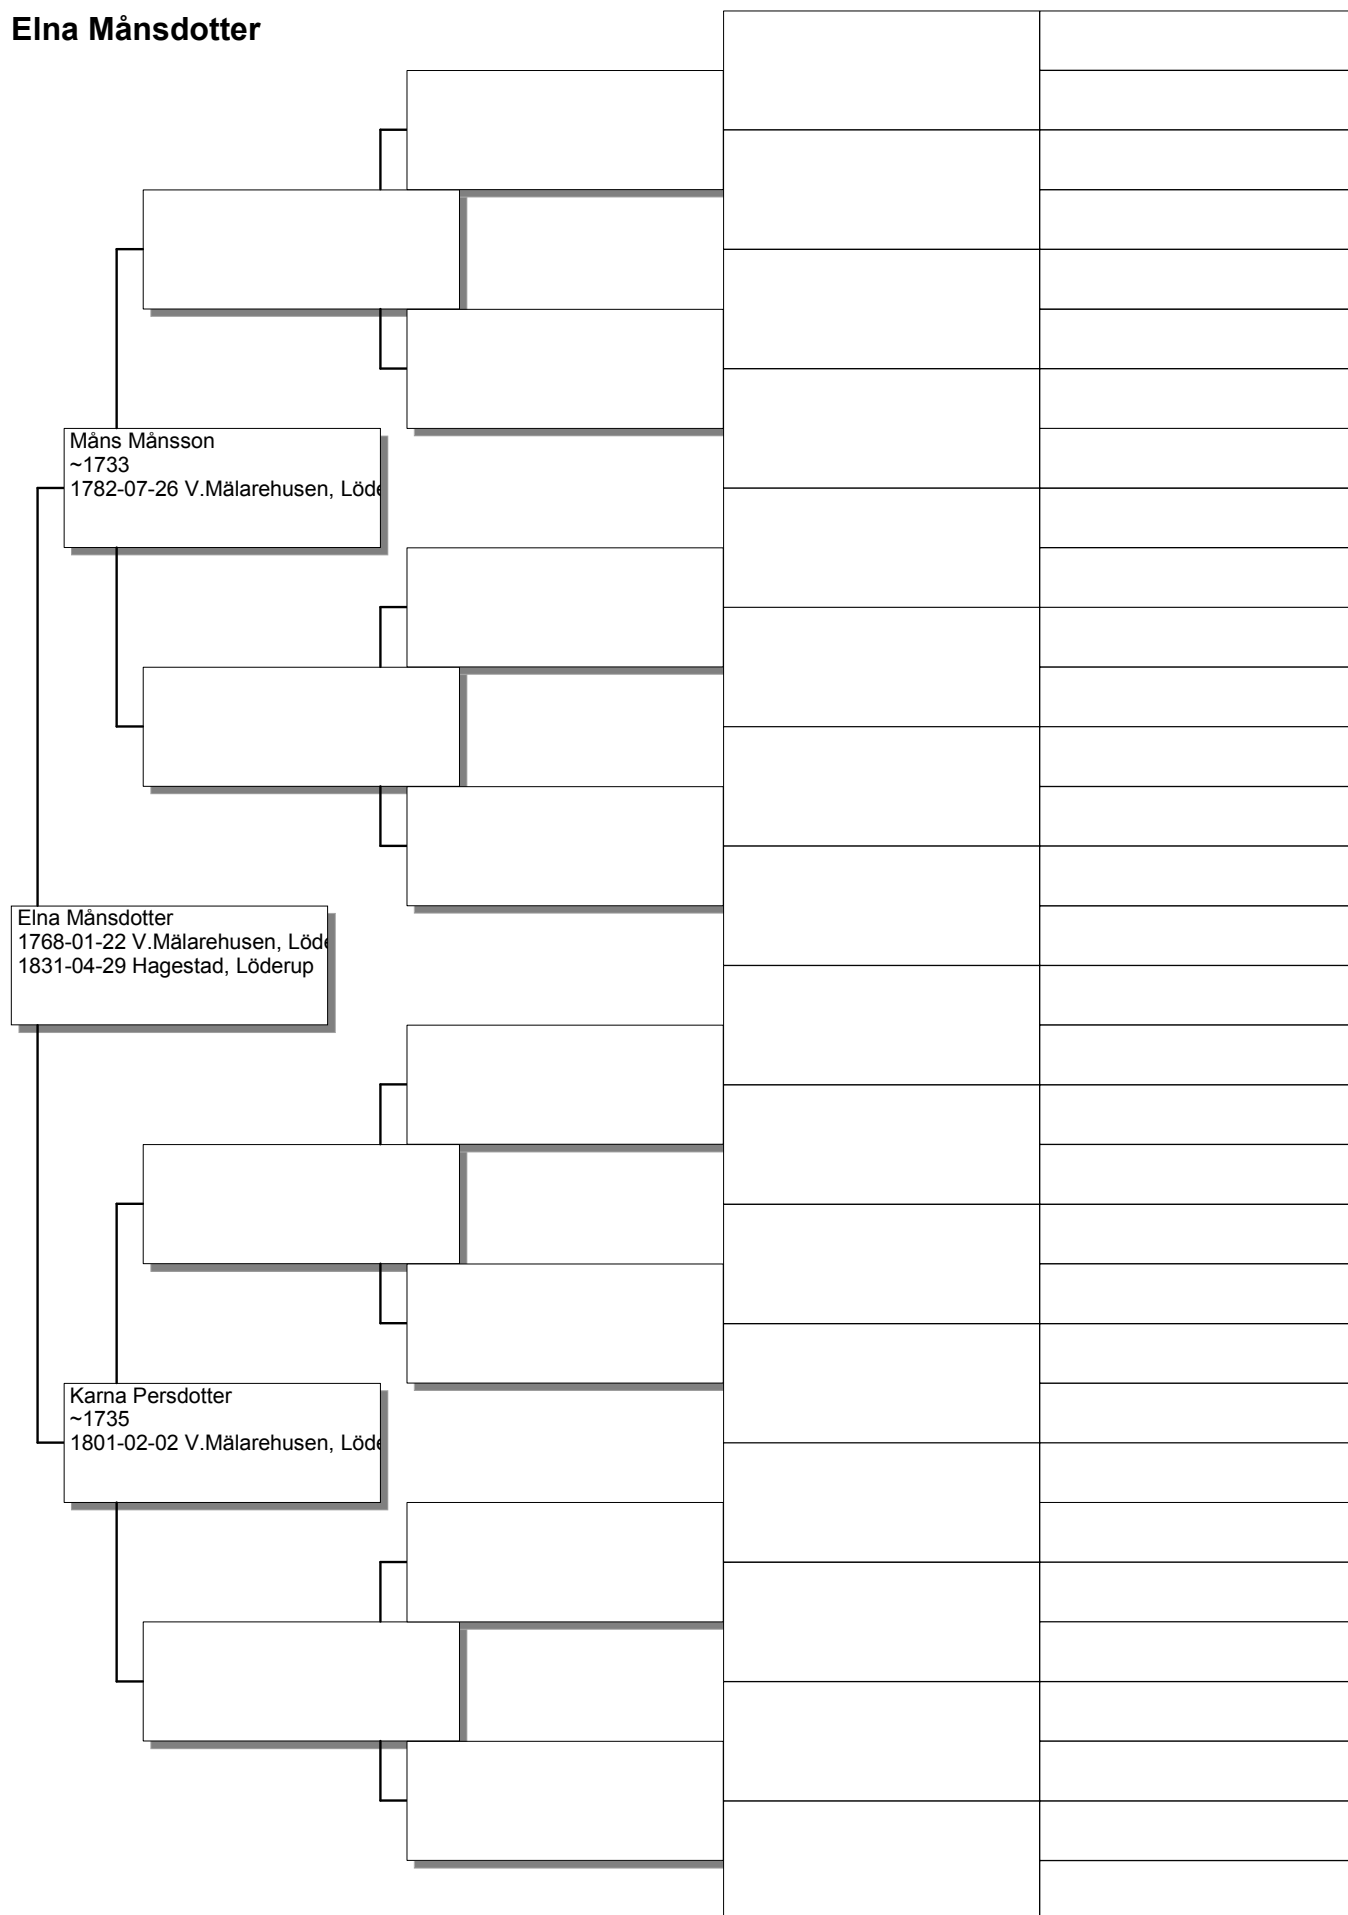 Elna Månsdotter
Måns Månsson
~1733
1782-07-26 V.Mälarehusen, Löde
Elna Månsdotter
1768-01-22 V.Mälarehusen, Löde
1831-04-29 Hagestad, Löderup
Karna Persdotter
~1735
1801-02-02 V.Mälarehusen, Löde